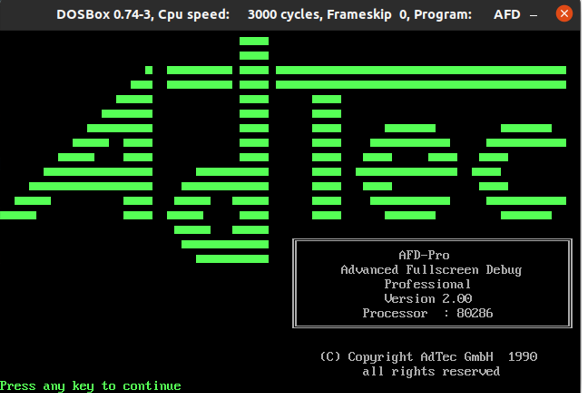 DOSBox 0.74-3, Cpu speed: 3000 cycles, Frameskip 0, Program: AFD
AdTec
AFD-Pro
Advanced Fullscreen Debug
Professional
Version 2.00
Processor : 80286
(C) Copyright AdTec GmbH 1990
all rights reserved
Press any key to continue